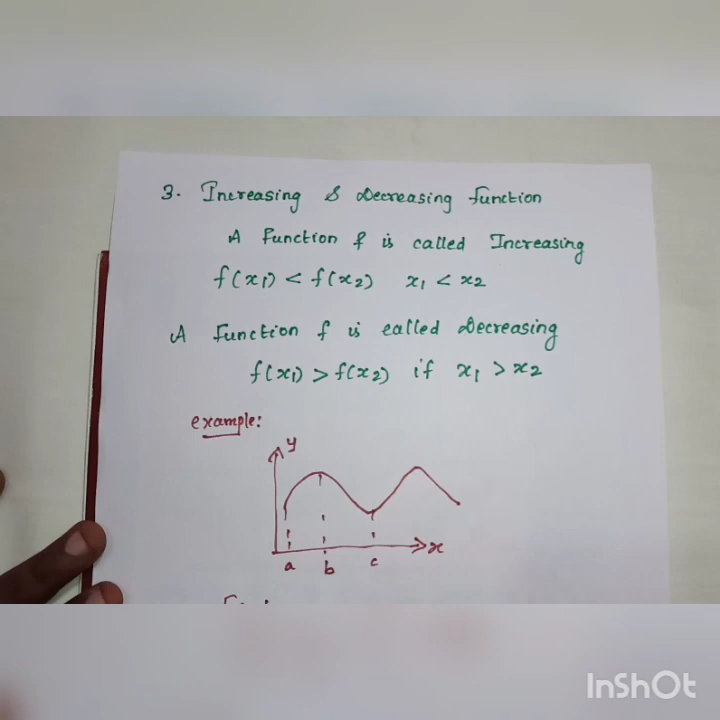 3. Increasing & Decreasing function
A function f is called Increasing
f(x1) < f(x2) x1 < x2
A function f is called Decreasing
f(x1) > f(x2) if x1 > x2
example:
y
x
a b c
InShOt